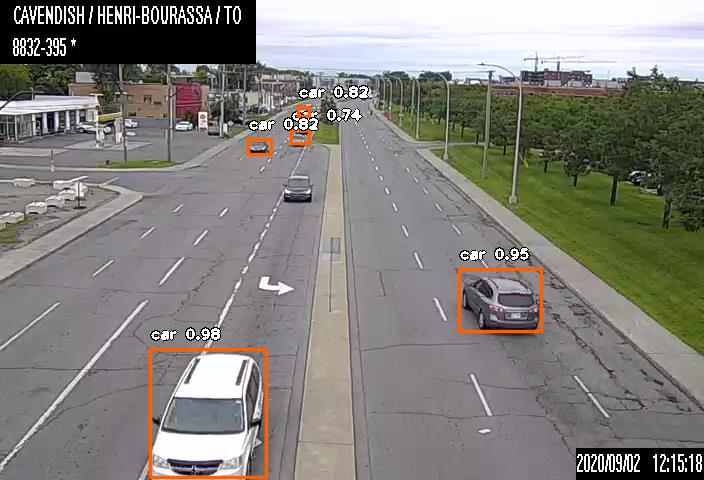 CAVENDISH / HENRI-BOURASSA / TO
8832-395 *
car 0.82
car 0.74
car 0.82
car 0.95
car 0.98
2020/09/02 12:15:18